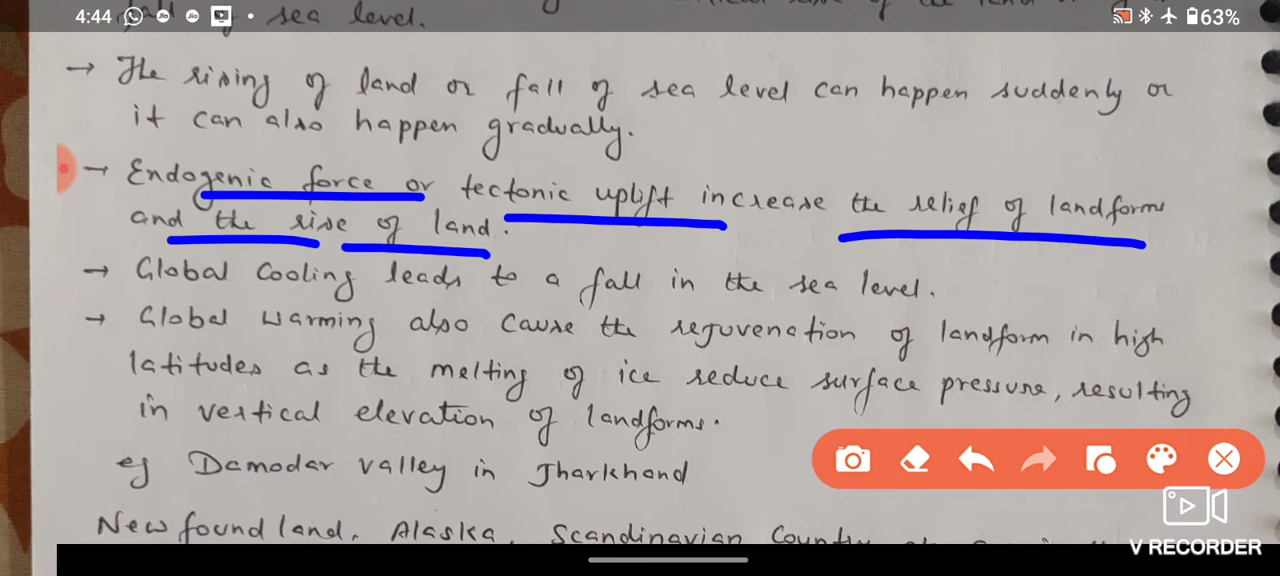 4:44 63%
sea level.
→ The rising of land or fall of sea level can happen suddenly or
it can also happen gradually.
→ Endogenic force or tectonic uplift increase the relief of landforms
and the rise of land.
→ Global Cooling leads to a fall in the sea level.
→ Global warming also cause the rejuvenation of landform in high
latitudes as the melting of ice reduce surface pressure, resulting
in vertical elevation of landforms.
eg Damodar valley in Jharkhand
New found land, Alaska, Scandinavian
V RECORDER